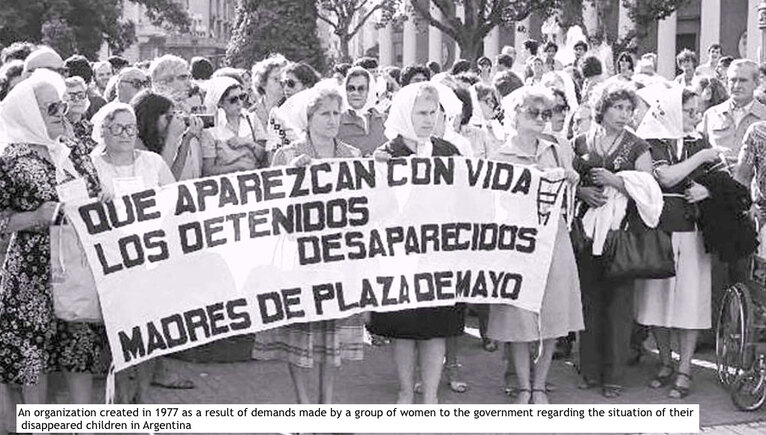 QUE APAREZCAN CON VIDA
LOS DETENIDOS
DESAPARECIDOS
MADRES DE PLAZA DE MAYO
An organization created in 1977 as a result of demands made by a group of women to the government regarding the situation of their
disappeared children in Argentina